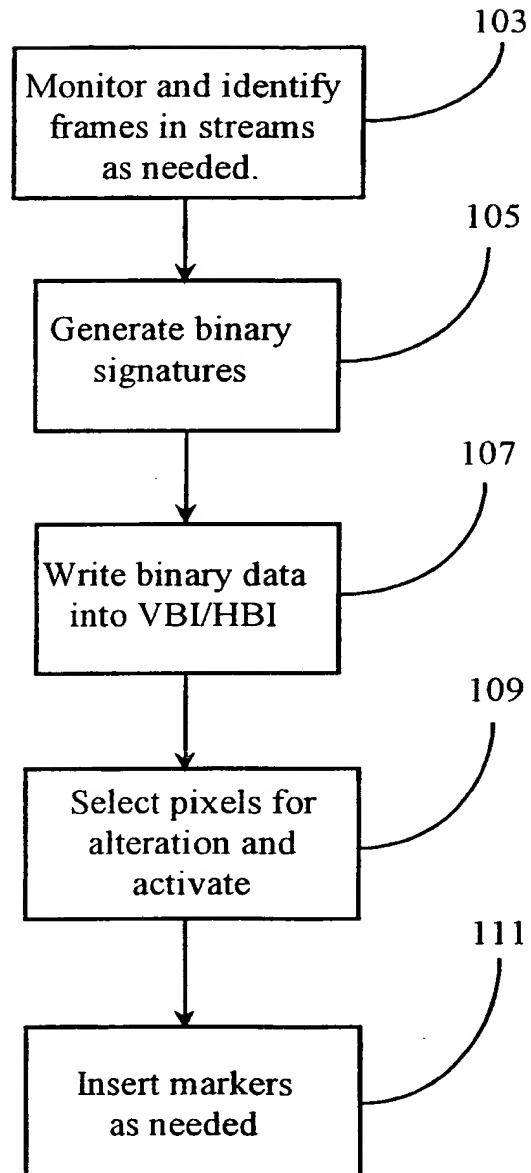 103
Monitor and identify
frames in streams
as needed.
105
Generate binary
signatures
107
Write binary data
into VBI/HBI
109
Select pixels for
alteration and
activate
111
Insert markers
as needed